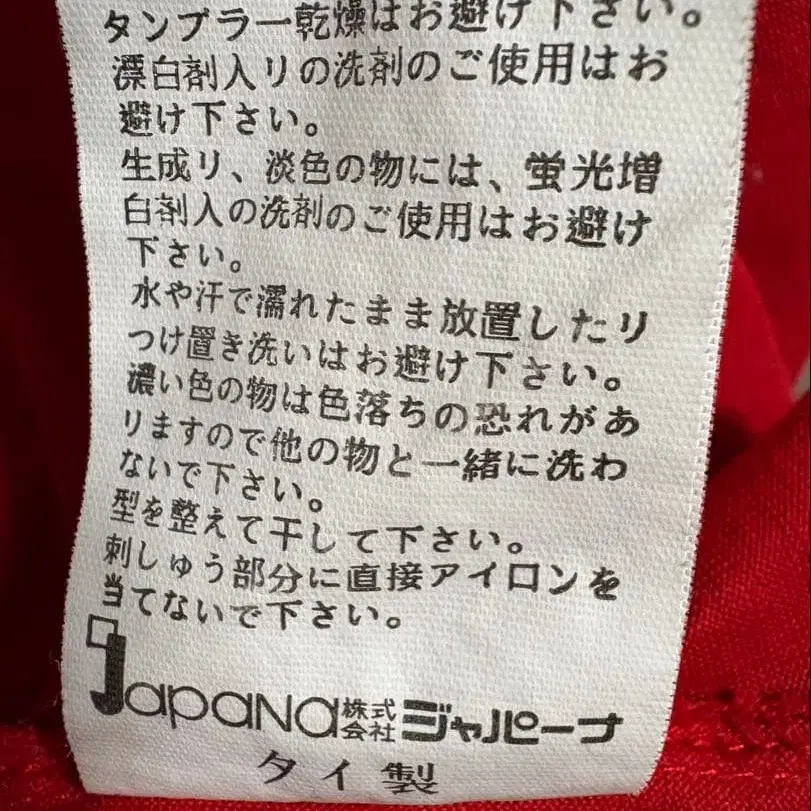 タンブラー乾燥はお避け下さい。
漂白剤入りの洗剤のご使用はお
避け下さい。
生成り、淡色の物には、蛍光増
白剤入の洗剤のご使用はお避け
下さい。
水や汗で濡れたまま放置したり
つけ置き洗いはお避け下さい。
濃い色の物は色落ちの恐れがあ
りますので他の物と一緒に洗わ
ないで下さい。
型を整えて干して下さい。
刺しゅう部分に直接アイロンを
当てないで下さい。
Japana 株式会社 ジャパーナ
タイ製